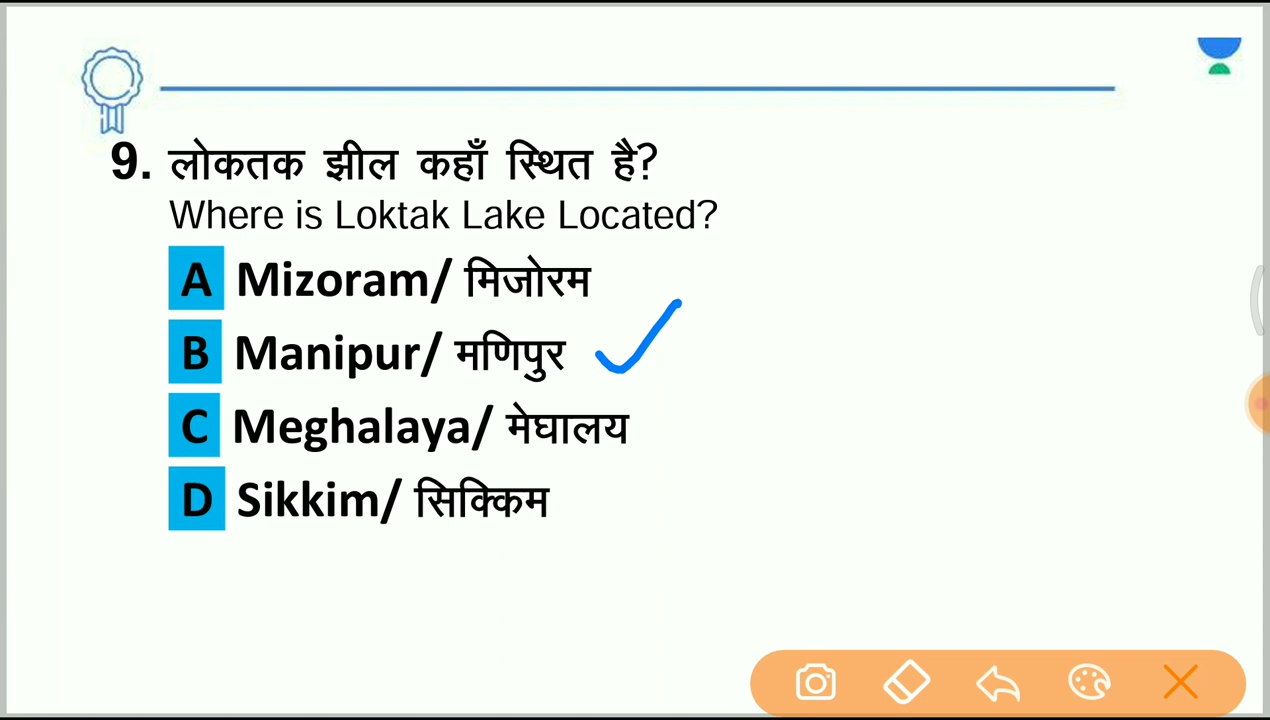 9. लोकतक झील कहाँ स्थित है?
Where is Loktak Lake Located?
A Mizoram/ मिजोरम
B Manipur/ मणिपुर
C Meghalaya/ मेघालय
D Sikkim/ सिक्किम